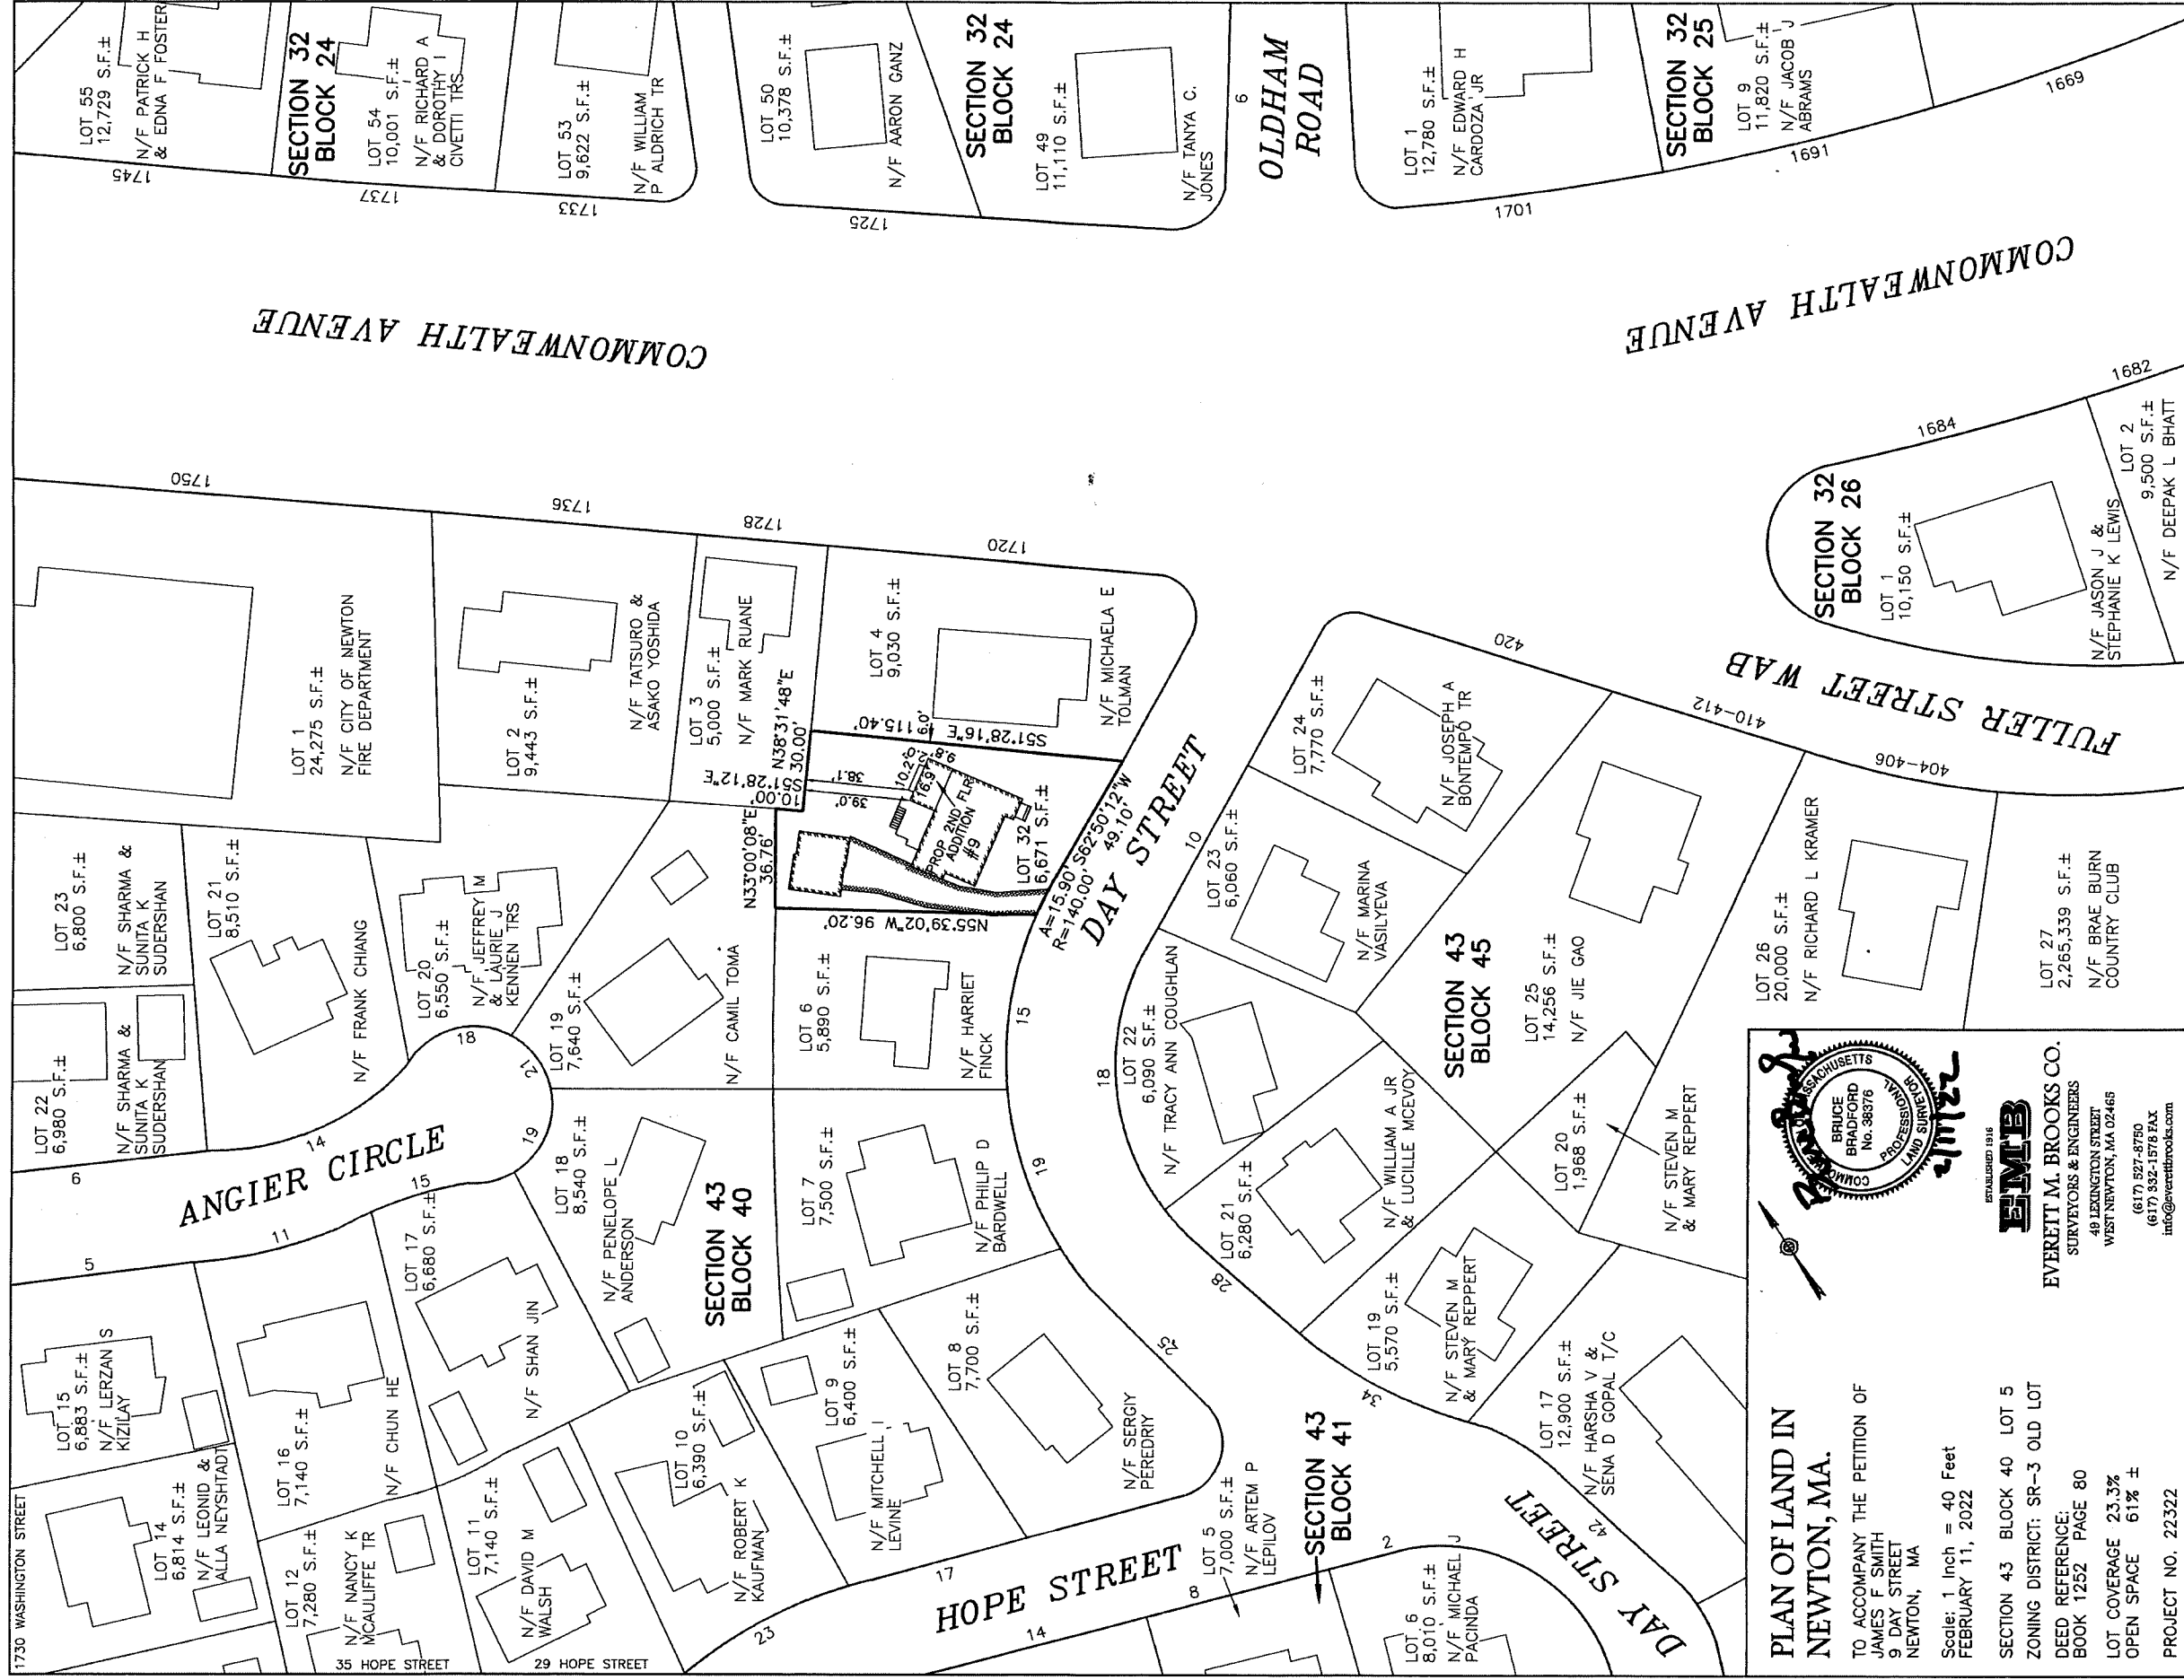 1730 WASHINGTON STREET
LOT 55
12,729 S.F.±
N/F PATRICK H
& EDNA F FOSTER
1745
SECTION 32
BLOCK 24
LOT 54
10,001 S.F.±
N/F RICHARD A
& DOROTHY I
CIVETTI TRS
1737
LOT 53
9,622 S.F.±
N/F WILLIAM
P ALDRICH TR
1733
LOT 50
10,378 S.F.±
N/F AARON GANZ
1725
SECTION 32
BLOCK 24
LOT 49
11,110 S.F.±
N/F TANYA C.
JONES
6
OLDHAM
ROAD
LOT 1
12,780 S.F.±
N/F EDWARD H
CARDOZA JR
1701
SECTION 32
BLOCK 25
LOT 9
11,820 S.F.±
N/F JACOB J
ABRAMS
1691
1669
COMMONWEALTH AVENUE
COMMONWEALTH AVENUE
1750
1736
1728
1720
LOT 1
24,275 S.F.±
N/F CITY OF NEWTON
FIRE DEPARTMENT
LOT 2
9,443 S.F.±
N/F TATSURO &
ASAKO YOSHIDA
LOT 3
5,000 S.F.±
N/F MARK RUANE
LOT 4
9,030 S.F.±
N/F MICHAELA E
TOLMAN
N38°31'48"E
30.00'
S51°28'12"E
10.00'
N33°00'08"E
36.76'
S51°28'16"E 115.40'
N55°39'02"W 96.20'
39.0'
38.1'
10.2'
16.9'
2.0'
9.8'
9.0'
PROP 2ND FLR
ADDITION
#9
LOT 32
6,671 S.F.±
A=15.90' S62°50'12"W
R=140.00' 49.10'
DAY STREET
10
LOT 23
6,800 S.F.±
N/F SHARMA &
SUNITA K
SUDERSHAN
LOT 22
6,980 S.F.±
N/F SHARMA &
SUNITA K
SUDERSHAN
LOT 21
8,510 S.F.±
N/F FRANK CHIANG
LOT 20
6,550 S.F.±
N/F JEFFREY M
& LAURIE J
KENNEN TRS
LOT 19
7,640 S.F.±
N/F CAMIL TOMA
LOT 6
5,890 S.F.±
N/F HARRIET
FINCK
15
6
14
18
21
19
15
11
5
ANGIER CIRCLE
LOT 15
6,883 S.F.±
N/F LERZAN S
KIZILAY
LOT 14
6,814 S.F.±
N/F LEONID &
ALLA NEYSHTADT
LOT 16
7,140 S.F.±
N/F CHUN HE
LOT 17
6,680 S.F.±
N/F SHAN JIN
LOT 18
8,540 S.F.±
N/F PENELOPE L
ANDERSON
SECTION 43
BLOCK 40
LOT 7
7,500 S.F.±
N/F PHILIP D
BARDWELL
19
LOT 12
7,280 S.F.±
N/F NANCY K
MCAULIFFE TR
35 HOPE STREET
LOT 11
7,140 S.F.±
N/F DAVID M
WALSH
29 HOPE STREET
LOT 10
6,390 S.F.±
N/F ROBERT K
KAUFMAN
23
LOT 9
6,400 S.F.±
N/F MITCHELL I
LEVINE
17
LOT 8
7,700 S.F.±
N/F SERGIY
PEREDRIY
25
HOPE STREET
14
8
2
LOT 5
7,000 S.F.±
N/F ARTEM P
LEPILOV
SECTION 43
BLOCK 41
LOT 6
8,010 S.F.±
N/F MICHAEL J
PACINDA
DAY STREET
LOT 24
7,770 S.F.±
N/F JOSEPH A
BONTEMPO TR
420
LOT 23
6,060 S.F.±
N/F MARINA
VASILYEVA
LOT 22
6,090 S.F.±
N/F TRACY ANN COUGHLAN
18
LOT 21
6,280 S.F.±
N/F WILLIAM A JR
& LUCILLE MCEVOY
28
LOT 19
5,570 S.F.±
N/F STEVEN M
& MARY REPPERT
34
LOT 17
12,900 S.F.±
N/F HARSHA V &
SENA D GOPAL T/C
42
SECTION 43
BLOCK 45
LOT 25
14,256 S.F.±
N/F JIE GAO
LOT 20
1,968 S.F.±
N/F STEVEN M
& MARY REPPERT
LOT 26
20,000 S.F.±
N/F RICHARD L KRAMER
LOT 27
2,265,339 S.F.±
N/F BRAE BURN
COUNTRY CLUB
410-412
404-406
FULLER STREET WAB
SECTION 32
BLOCK 26
LOT 1
10,150 S.F.±
N/F JASON J &
STEPHANIE K LEWIS
1684
1682
LOT 2
9,500 S.F.±
N/F DEEPAK L BHATT
PLAN OF LAND IN
NEWTON, MA.
TO ACCOMPANY THE PETITION OF
JAMES F SMITH
9 DAY STREET
NEWTON, MA
Scale: 1 Inch = 40 Feet
FEBRUARY 11, 2022
SECTION 43 BLOCK 40 LOT 5
ZONING DISTRICT: SR-3 OLD LOT
DEED REFERENCE:
BOOK 1252 PAGE 80
LOT COVERAGE 23.3%
OPEN SPACE 61% ±
PROJECT NO. 22322
BRUCE
BRADFORD
No. 38376
PROFESSIONAL
LAND SURVEYOR
2/11/22
ESTABLISHED 1916
EMB
EVERETT M. BROOKS CO.
SURVEYORS & ENGINEERS
49 LEXINGTON STREET
WEST NEWTON, MA 02465
(617) 527-8750
(617) 332-1578 FAX
info@everettbrooks.com